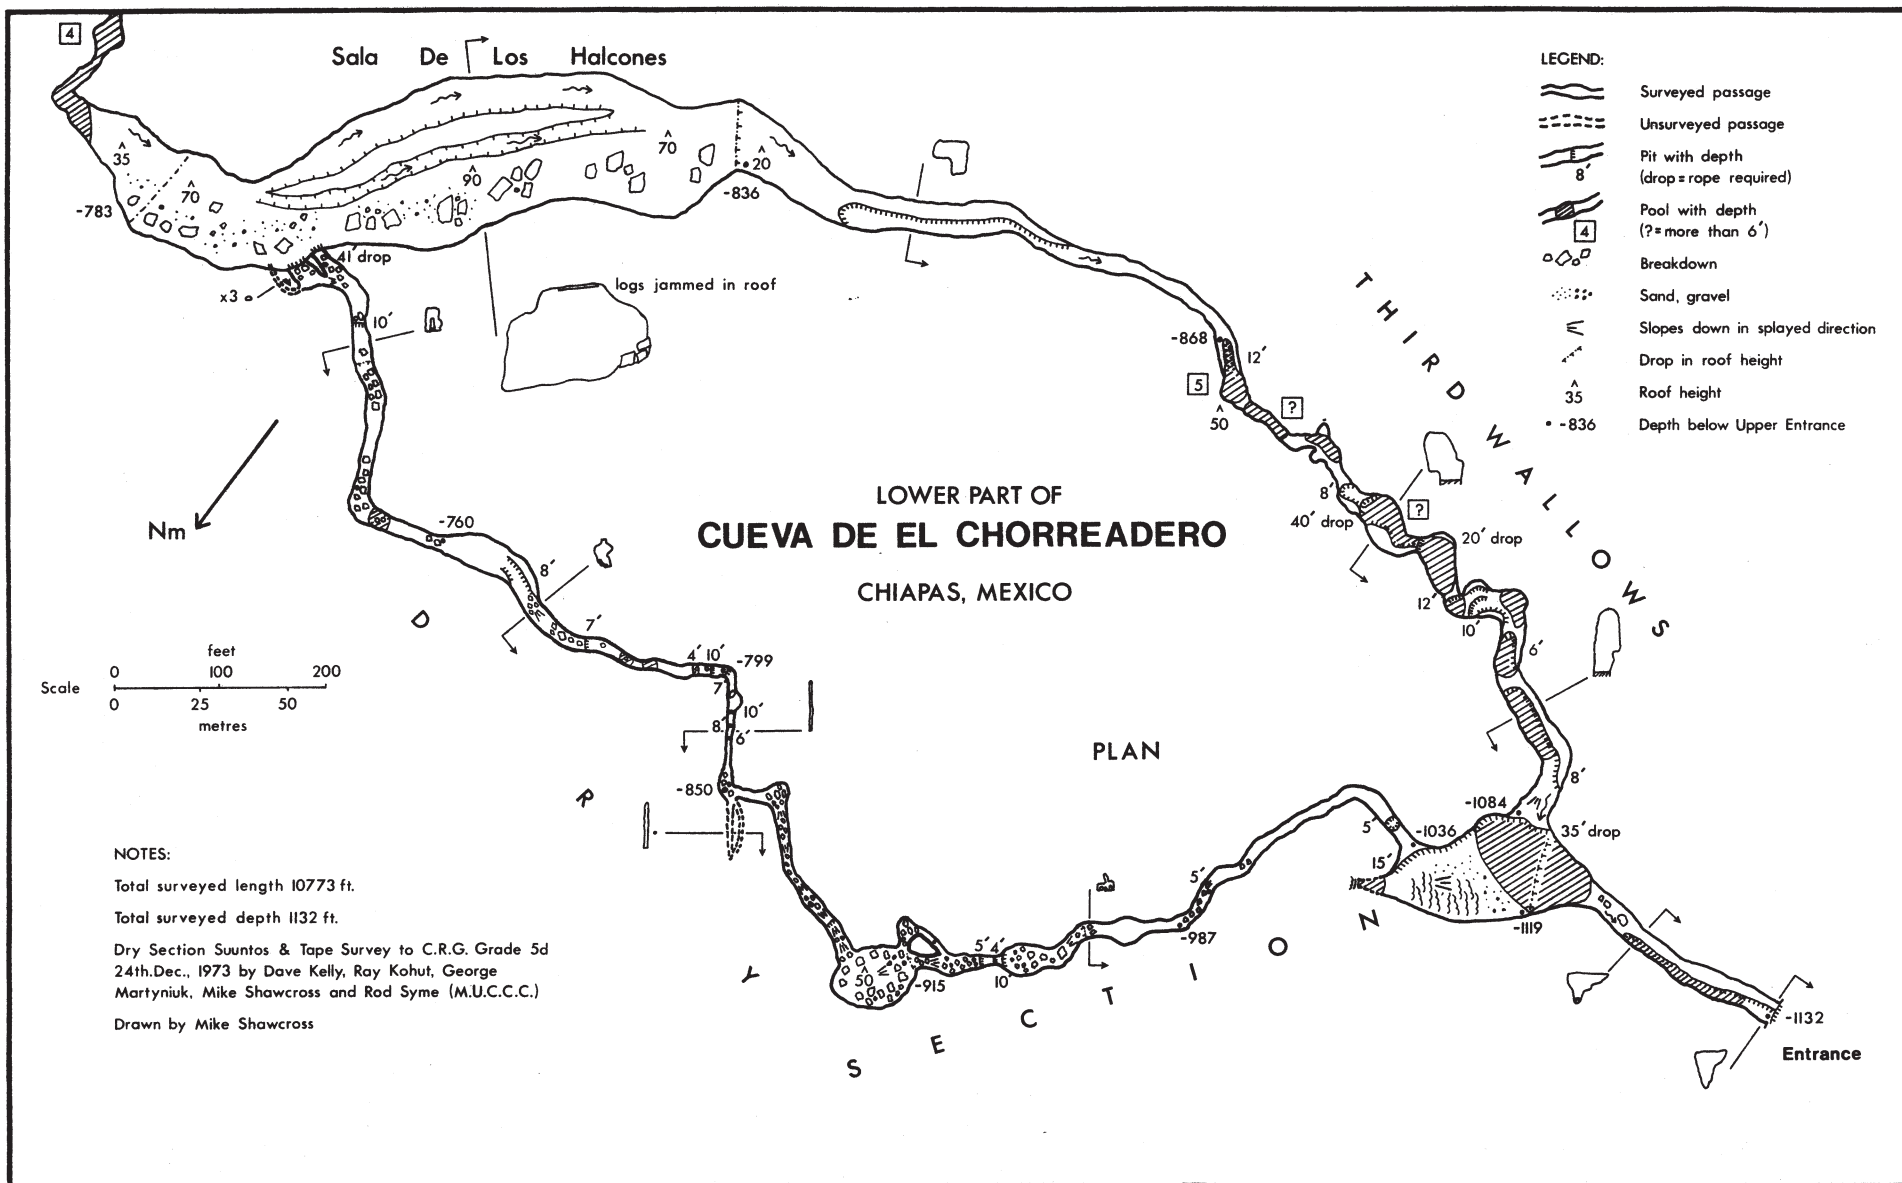 4
Sala De Los Halcones
35
70
-783
90
70
20
-836
41' drop
x3
10'
logs jammed in roof
-868
12'
5
?
50
8'
?
40' drop
20' drop
12'
10'
6'
8'
THIRD WALLOWS
LEGEND:
Surveyed passage
Unsurveyed passage
Pit with depth
8' (drop = rope required)
Pool with depth
4 (? = more than 6')
Breakdown
Sand, gravel
Slopes down in splayed direction
Drop in roof height
35 Roof height
-836 Depth below Upper Entrance
LOWER PART OF
CUEVA DE EL CHORREADERO
CHIAPAS, MEXICO
Nm
-760
8'
7'
4' 10' -799
7'
10'
8'
6'
-850
feet
0 100 200
Scale
0 25 50
metres
PLAN
DRY SECTION
-1084
35' drop
5'
-1036
15'
-1119
5'
-987
50
-915
5' 4'
10'
-1132
Entrance
NOTES:
Total surveyed length 10773 ft.
Total surveyed depth 1132 ft.
Dry Section Suuntos & Tape Survey to C.R.G. Grade 5d
24th.Dec., 1973 by Dave Kelly, Ray Kohut, George
Martyniuk, Mike Shawcross and Rod Syme (M.U.C.C.C.)
Drawn by Mike Shawcross